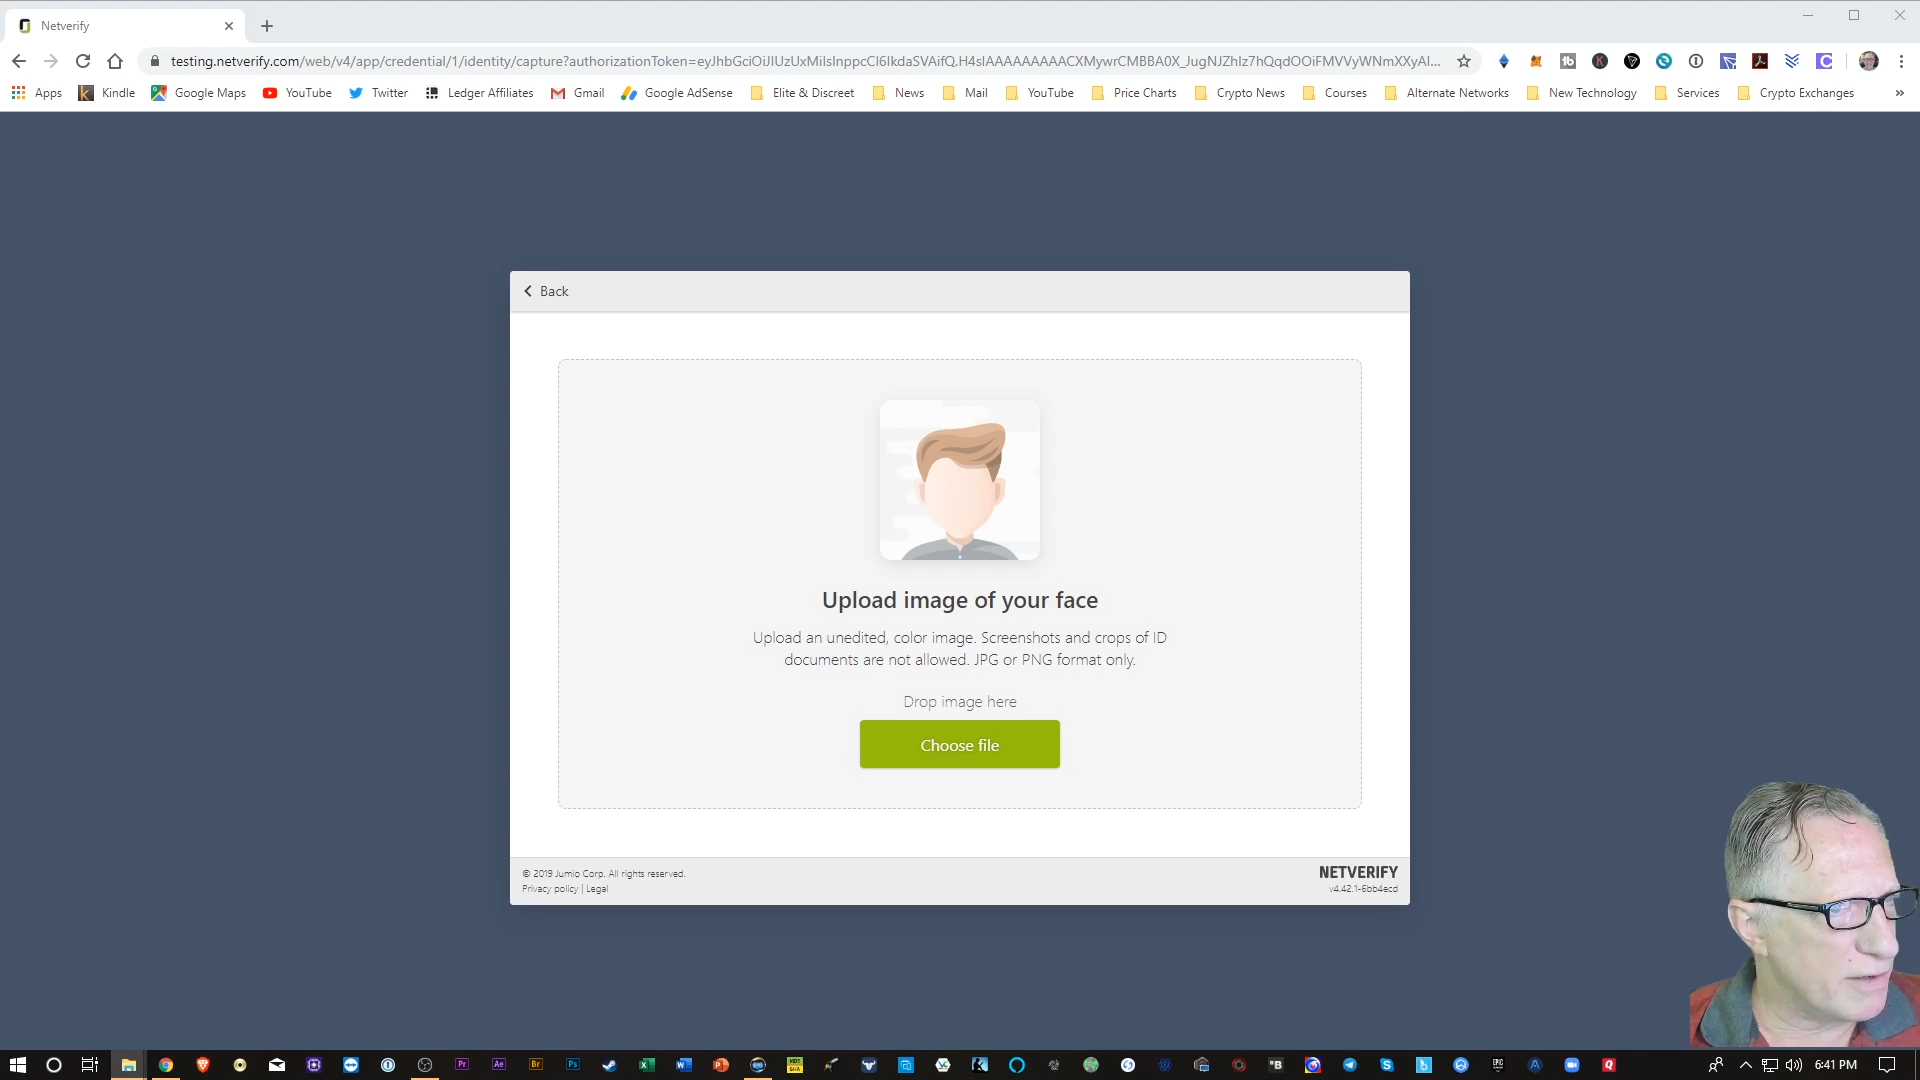 Netverify
testing.netverify.com/web/v4/app/credential/1/identity/capture?authorizationToken=
Apps Kindle Google Maps YouTube Twitter Ledger Affiliates Gmail Google AdSense Elite & Discreet News Mail YouTube Price Charts Crypto News Courses Alternate Networks New Technology Services Crypto Exchanges »
Back
Upload image of your face
Upload an unedited, color image. Screenshots and crops of ID
documents are not allowed. JPG or PNG format only.
Drop image here
Choose file
© 2019 Jumio Corp. All rights reserved.
Privacy policy | Legal
NETVERIFY
v4.42.1-6bb4ecd
6:41 PM